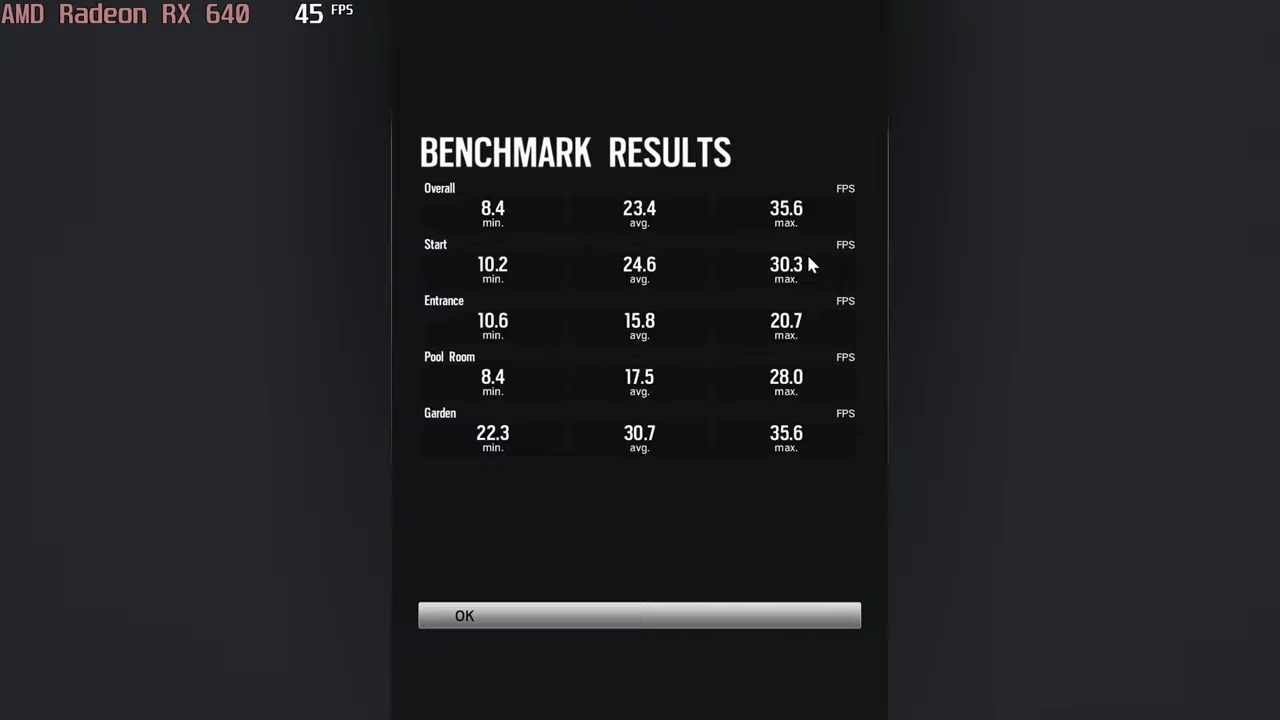 AMD Radeon RX 640 45 FPS
BENCHMARK RESULTS
Overall FPS
8.4 23.4 35.6
min. avg. max.
Start FPS
10.2 24.6 30.3
min. avg. max.
Entrance FPS
10.6 15.8 20.7
min. avg. max.
Pool Room FPS
8.4 17.5 28.0
min. avg. max.
Garden FPS
22.3 30.7 35.6
min. avg. max.
OK